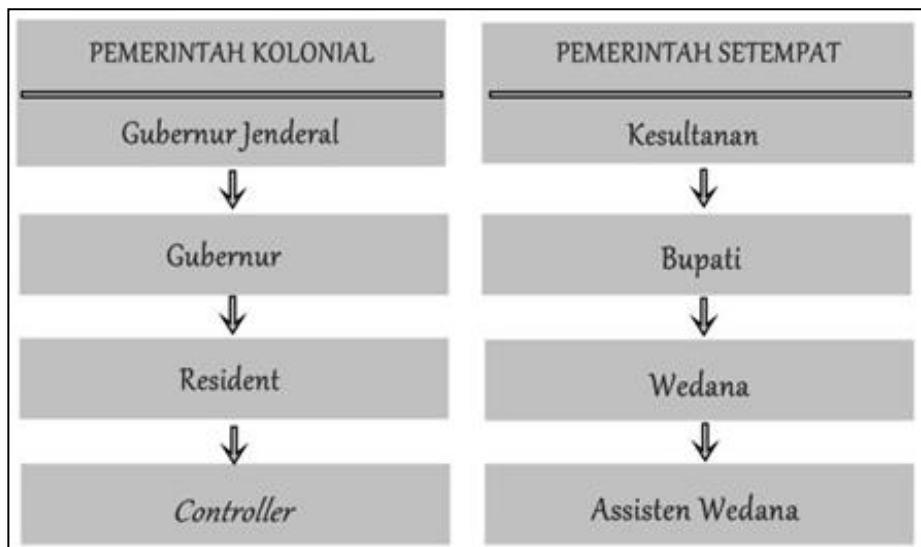 PEMERINTAH KOLONIAL
Gubernur Jenderal
Gubernur
Resident
Controller
PEMERINTAH SETEMPAT
Kesultanan
Bupati
Wedana
Assisten Wedana